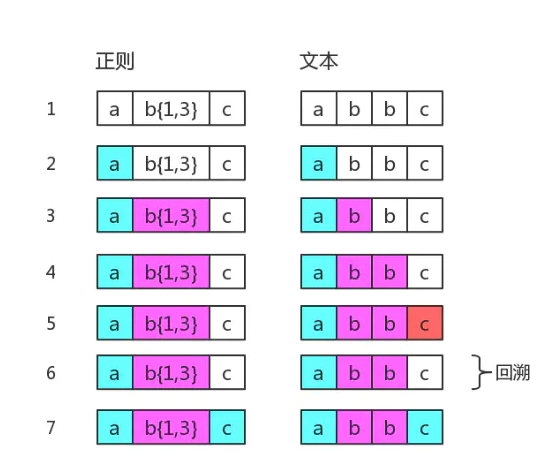 正则 文本
1 a b{1,3} c a b b c
2 a b{1,3} c a b b c
3 a b{1,3} c a b b c
4 a b{1,3} c a b b c
5 a b{1,3} c a b b c
6 a b{1,3} c a b b c 回溯
7 a b{1,3} c a b b c